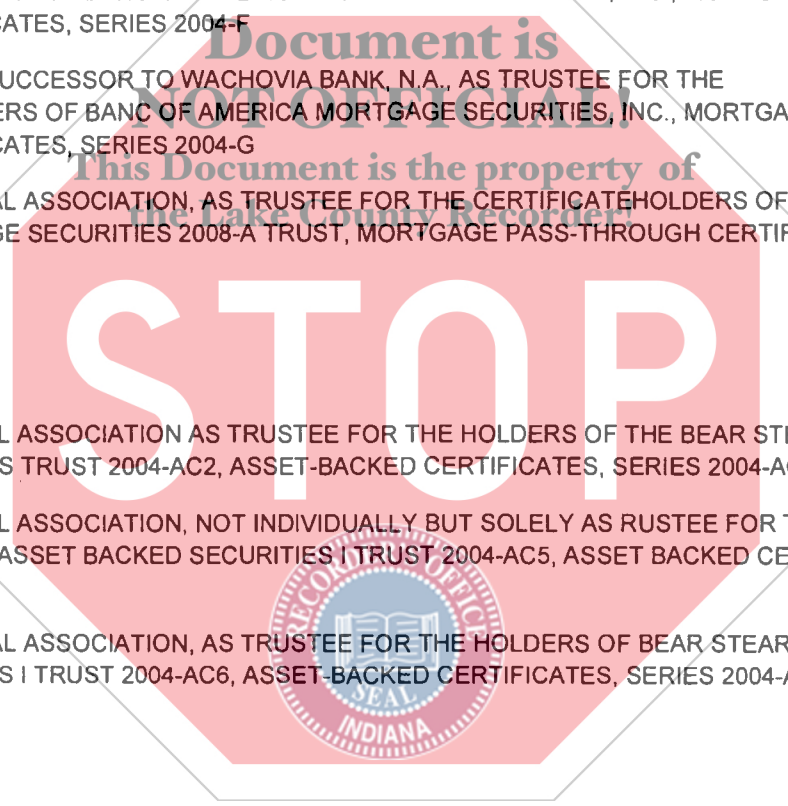 CATES, SERIES 2004-F
Document is
UCCESSOR TO WACHOVIA BANK, N.A., AS TRUSTEE FOR THE
ERS OF BANC OF AMERICA MORTGAGE SECURITIES, INC., MORTGA
NOT OFFICIAL!
CATES, SERIES 2004-G
This Document is the property of
AL ASSOCIATION, AS TRUSTEE FOR THE CERTIFICATEHOLDERS OF
the Lake County Recorder!
GE SECURITIES 2008-A TRUST, MORTGAGE PASS-THROUGH CERTIF
STOP
L ASSOCIATION AS TRUSTEE FOR THE HOLDERS OF THE BEAR STE
S TRUST 2004-AC2, ASSET-BACKED CERTIFICATES, SERIES 2004-A
L ASSOCIATION, NOT INDIVIDUALLY BUT SOLELY AS RUSTEE FOR T
ASSET BACKED SECURITIES I TRUST 2004-AC5, ASSET BACKED CE
RECORDER'S OFFICE
AL ASSOCIATION, AS TRUSTEE FOR THE HOLDERS OF BEAR STEAR
S I TRUST 2004-AC6, ASSET-BACKED CERTIFICATES, SERIES 2004-A
SEAL
INDIANA